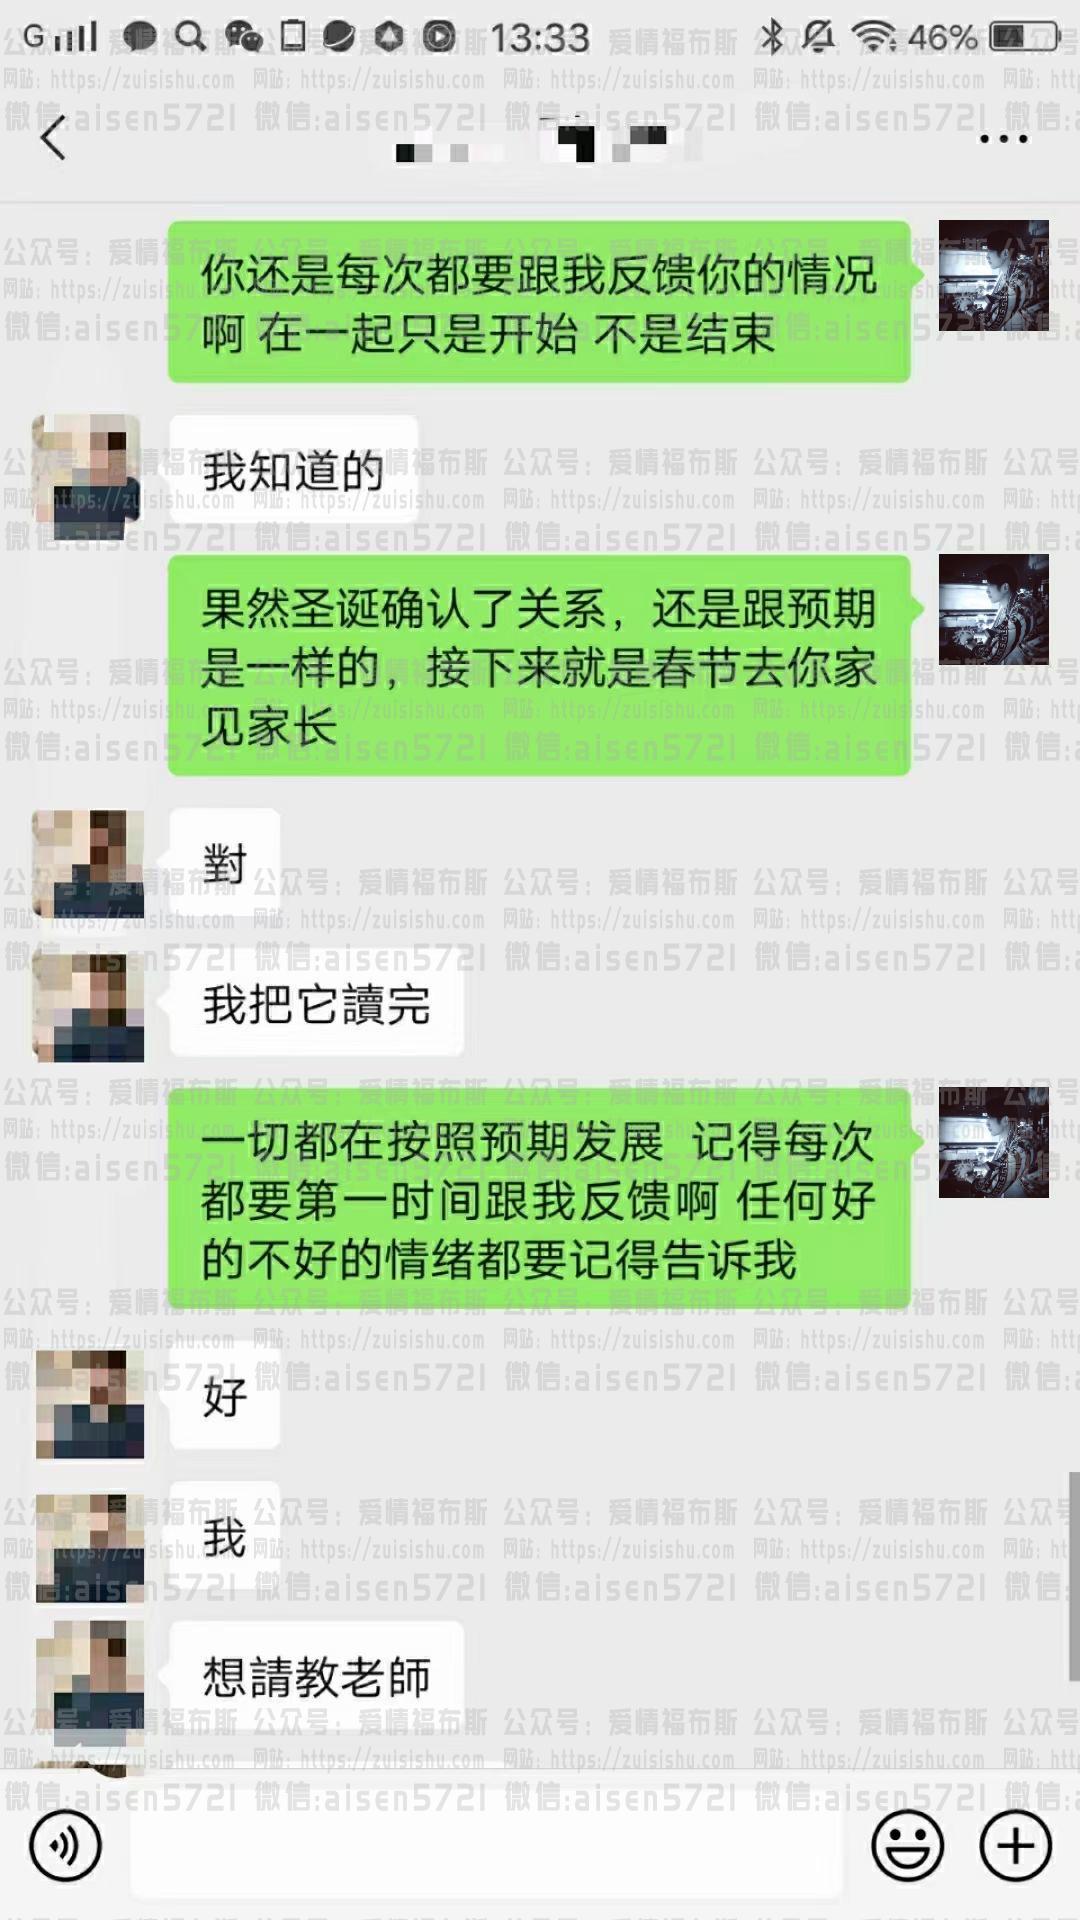 G 13:33 46%
你还是每次都要跟我反馈你的情况
啊 在一起只是开始 不是结束
我知道的
果然圣诞确认了关系，还是跟预期
是一样的，接下来就是春节去你家
见家长
對
我把它讀完
一切都在按照预期发展 记得每次
都要第一时间跟我反馈啊 任何好
的不好的情绪都要记得告诉我
好
我
想請教老師
公众号：爱情福布斯
网站：https://zuisishu.com
微信:aisen5721